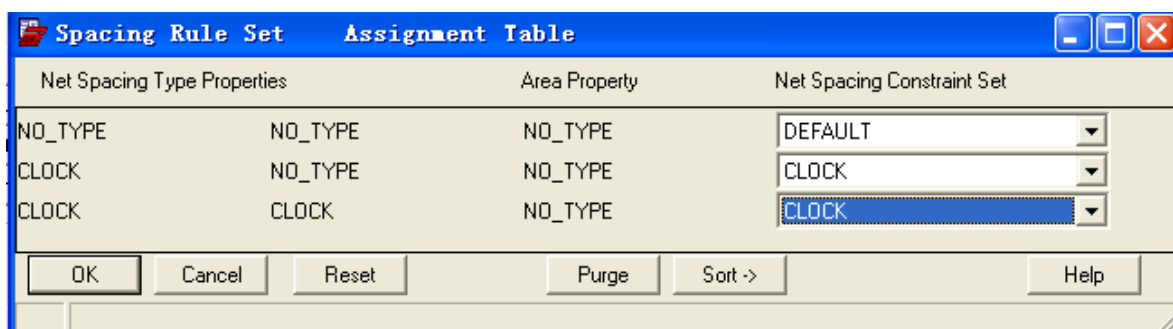 Spacing Rule Set Assignment Table
Net Spacing Type Properties Area Property Net Spacing Constraint Set
NO_TYPE NO_TYPE NO_TYPE DEFAULT
CLOCK NO_TYPE NO_TYPE CLOCK
CLOCK CLOCK NO_TYPE CLOCK
OK Cancel Reset Purge Sort -> Help